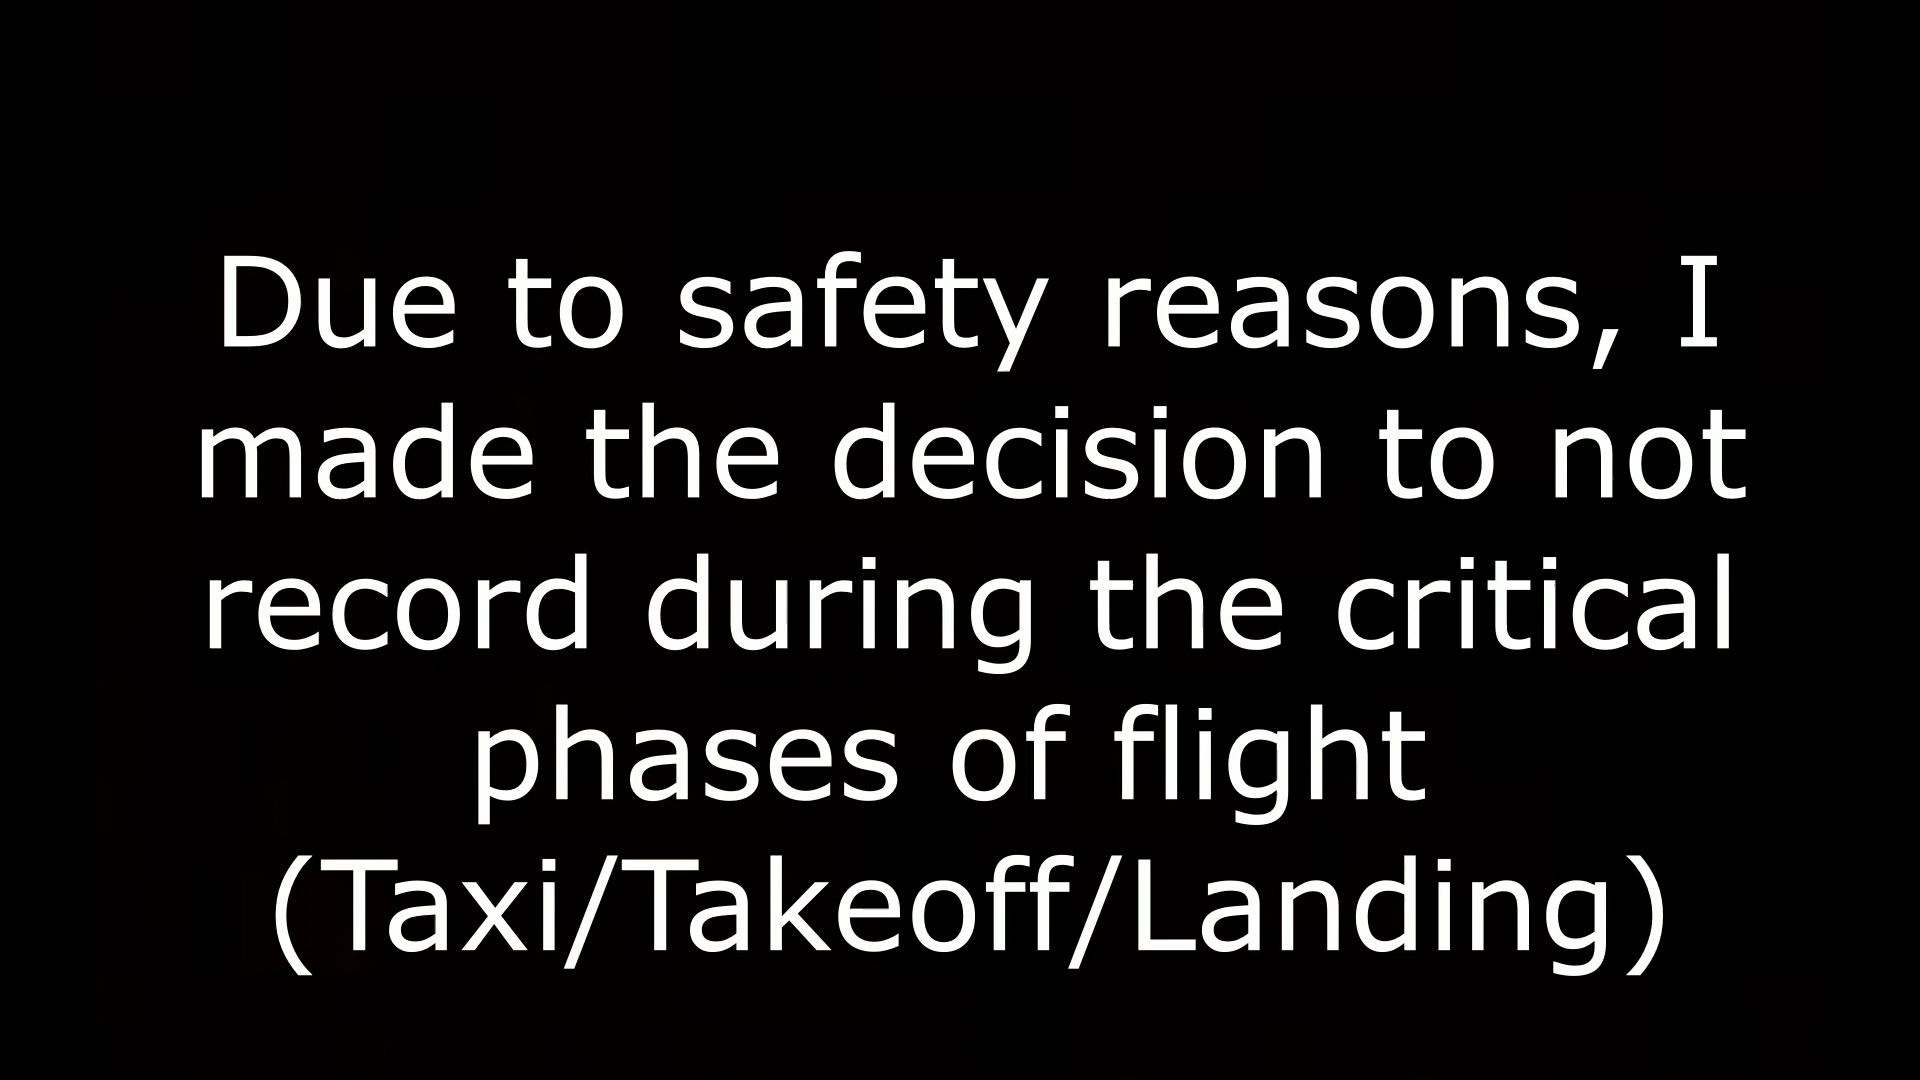 Due to safety reasons, I
made the decision to not
record during the critical
phases of flight
(Taxi/Takeoff/Landing)